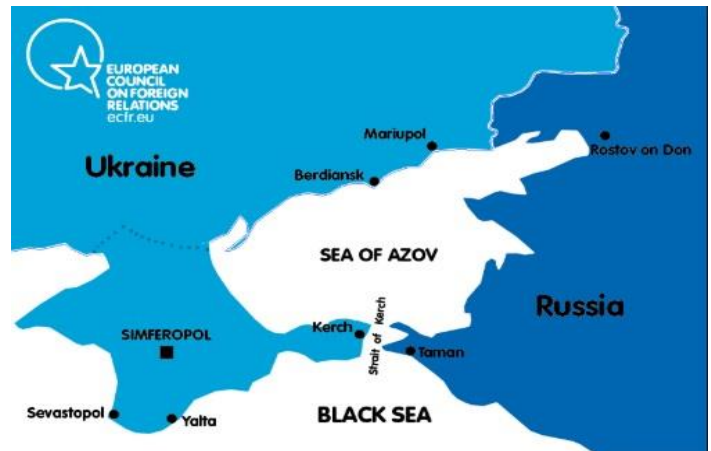 EUROPEAN
COUNCIL
ON FOREIGN
RELATIONS
ecfr.eu
Mariupol
Rostov on Don
Ukraine
Berdiansk
SEA OF AZOV
Russia
Kerch
Strait of Kerch
SIMFEROPOL
Taman
Sevastopol
Yalta
BLACK SEA